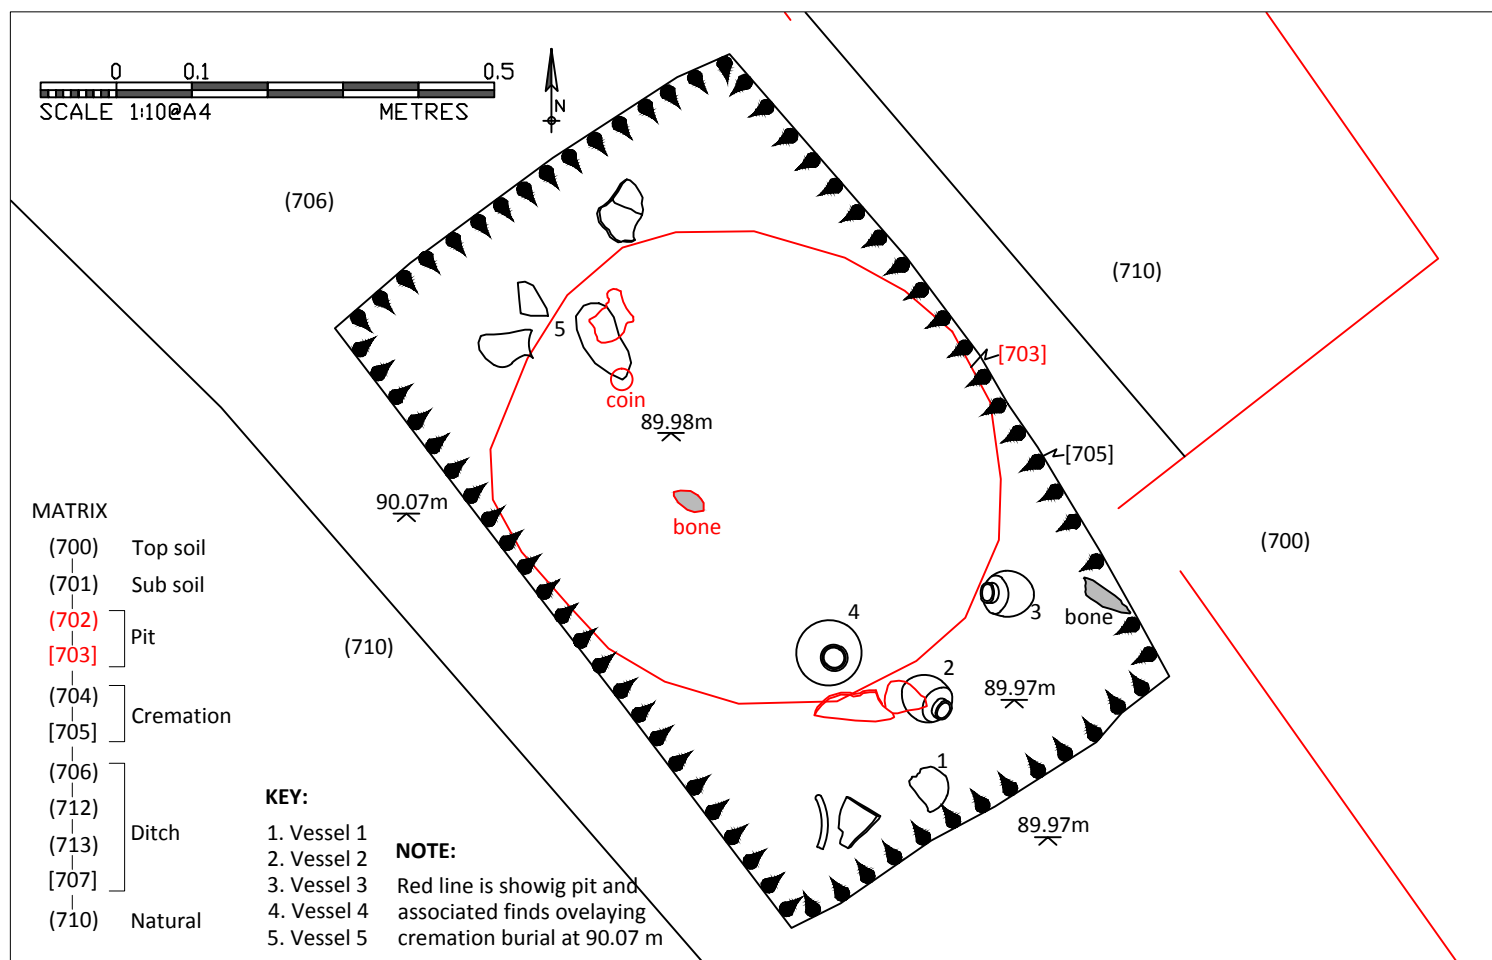 0 0.1 0.5
SCALE 1:10@A4 METRES
N
(706)
(710)
5
[703]
coin
89.98m
[705]
90.07m
bone
(700)
4
3
bone
(710)
2
89.97m
1
89.97m
MATRIX
(700) Top soil
(701) Sub soil
(702)
Pit
[703]
(704)
Cremation
[705]
(706)
(712)
Ditch
(713)
[707]
(710) Natural
KEY:
1. Vessel 1
2. Vessel 2
3. Vessel 3
4. Vessel 4
5. Vessel 5
NOTE:
Red line is showig pit and
associated finds ovelaying
cremation burial at 90.07 m